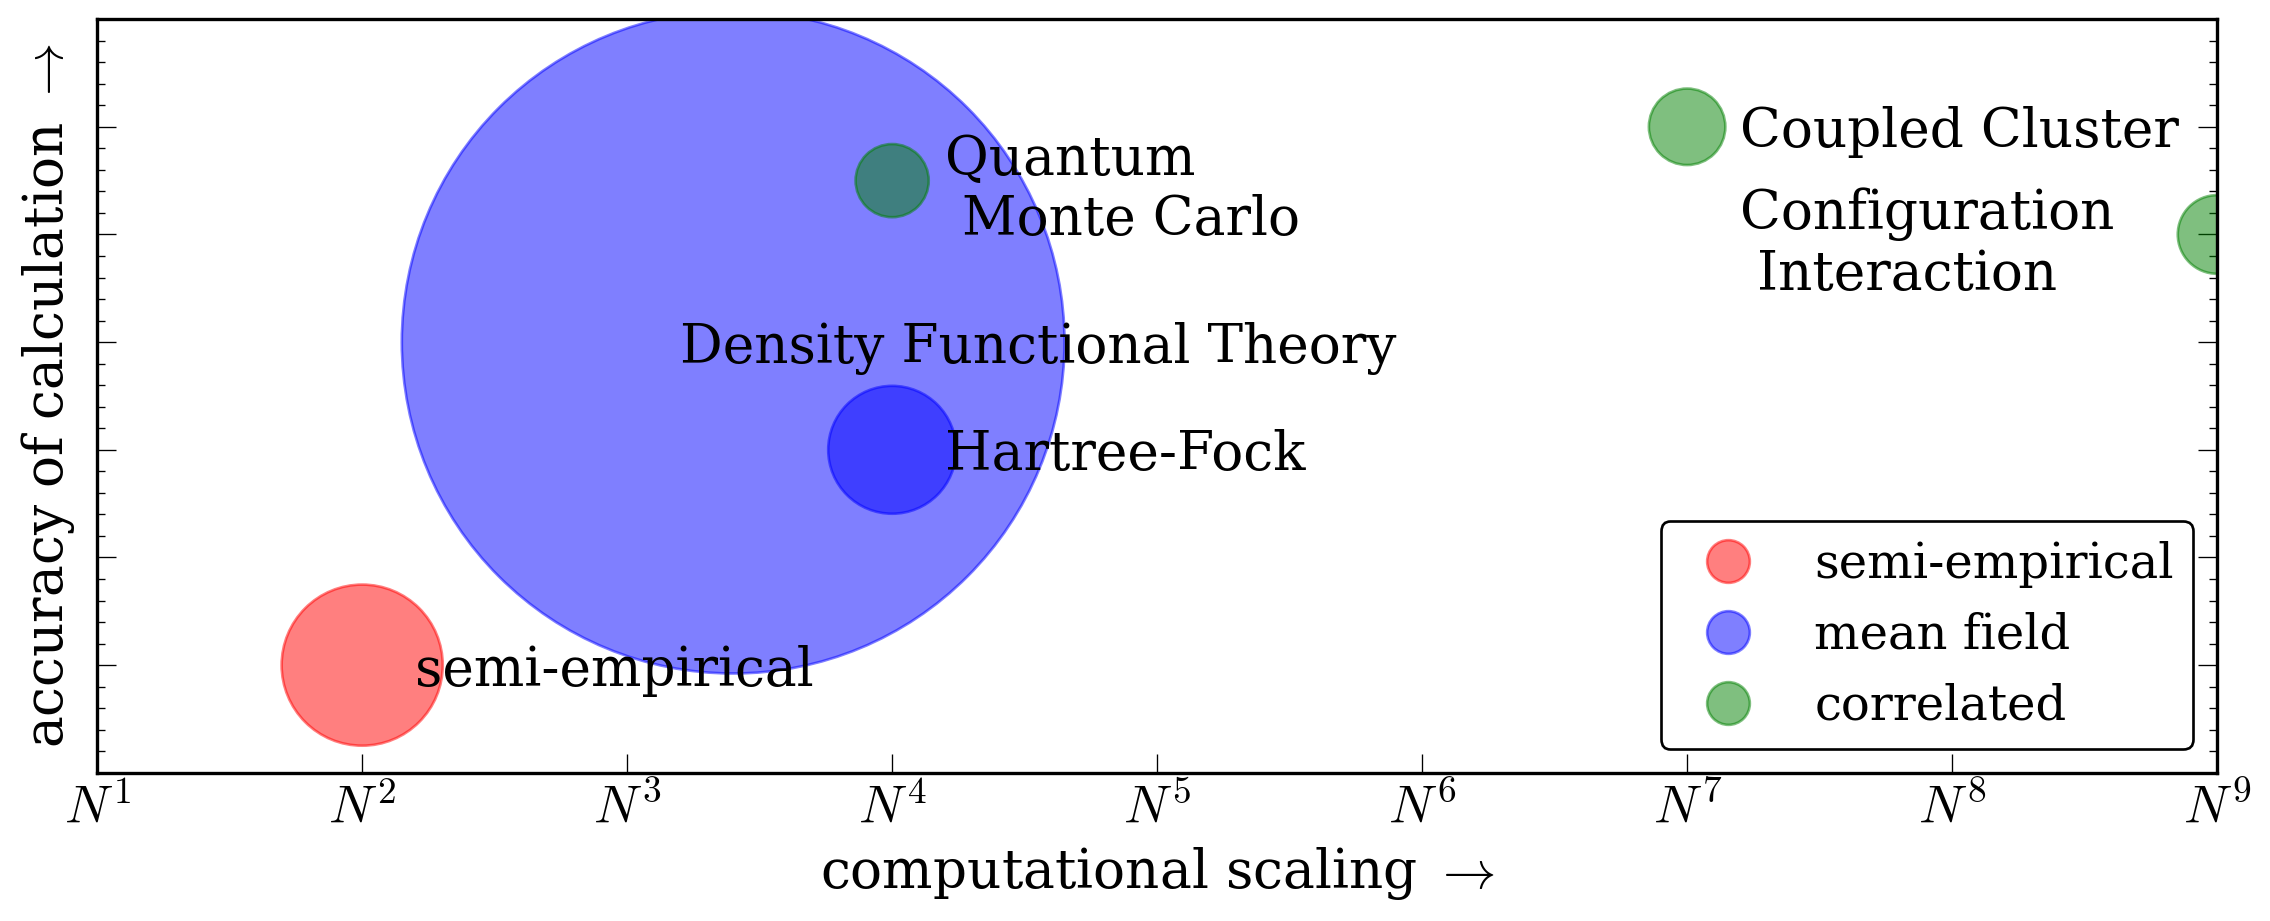 accuracy of calculation →
Quantum
Monte Carlo
Coupled Cluster
Configuration
Interaction
Density Functional Theory
Hartree-Fock
semi-empirical
semi-empirical
mean field
correlated
N¹ N² N³ N⁴ N⁵ N⁶ N⁷ N⁸ N⁹
computational scaling →